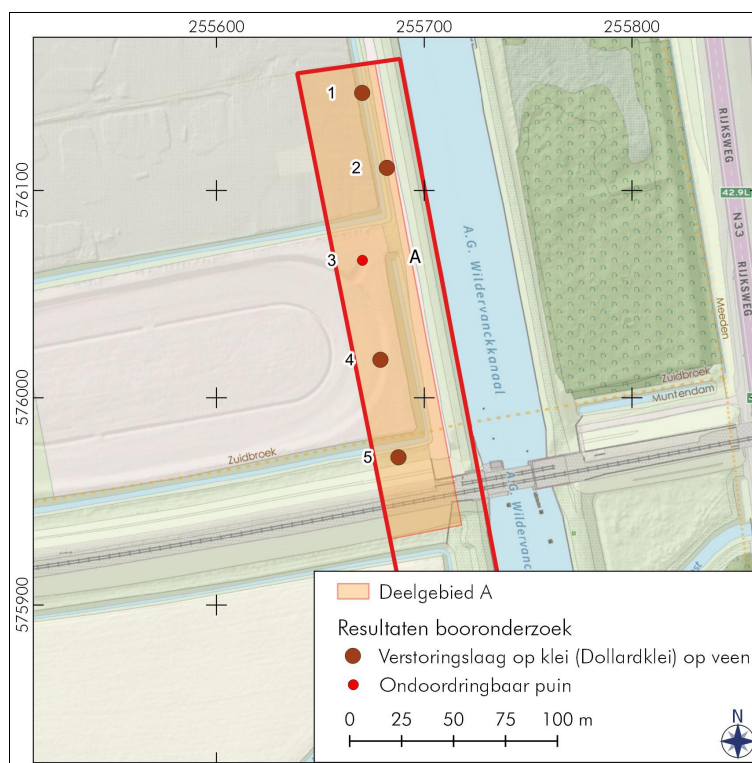 255600
255700
255800
576100
576000
575900
1
2
3
4
5
A
A.G. Wildervanckkanaal
A.G. Wildervanc
RIJKSWEG
42.9L
N33
RIJKSWEG
Meeden
Zuidbroek
Muntendam
Zuidbroek
Deelgebied A
Resultaten booronderzoek
Verstoringslaag op klei (Dollardklei) op veen
Ondoordringbaar puin
0 25 50 75 100 m
N